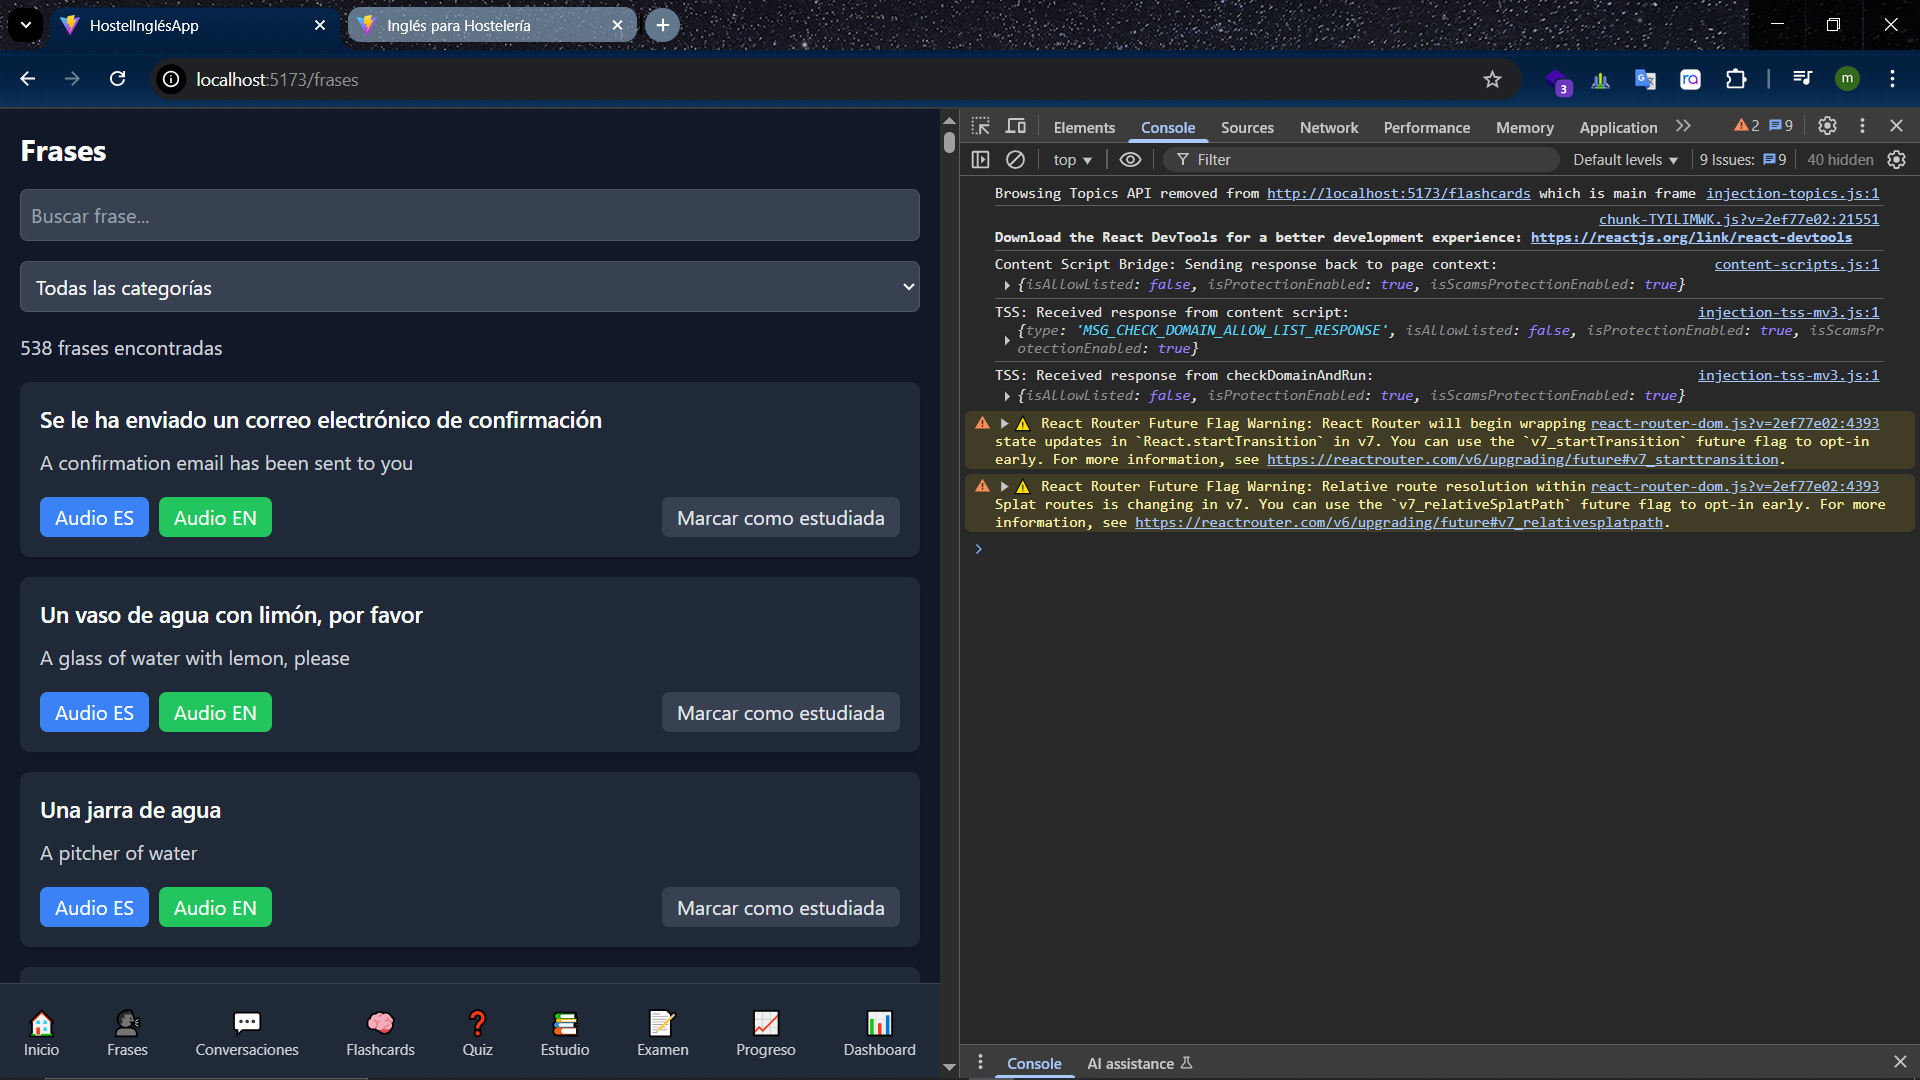 HostelInglésApp
Inglés para Hostelería
localhost:5173/frases
3
m
Frases
Buscar frase...
Todas las categorías
538 frases encontradas
Se le ha enviado un correo electrónico de confirmación
A confirmation email has been sent to you
Audio ES
Audio EN
Marcar como estudiada
Un vaso de agua con limón, por favor
A glass of water with lemon, please
Audio ES
Audio EN
Marcar como estudiada
Una jarra de agua
A pitcher of water
Audio ES
Audio EN
Marcar como estudiada
Inicio
Frases
Conversaciones
Flashcards
Quiz
Estudio
Examen
Progreso
Dashboard
Elements
Console
Sources
Network
Performance
Memory
Application
2
9
top
Filter
Default levels
9 Issues:
9
40 hidden
Browsing Topics API removed from http://localhost:5173/flashcards which is main frame injection-topics.js:1
chunk-TYILIMWK.js?v=2ef77e02:21551
Download the React DevTools for a better development experience: https://reactjs.org/link/react-devtools
Content Script Bridge: Sending response back to page context: content-scripts.js:1
{isAllowListed: false, isProtectionEnabled: true, isScamsProtectionEnabled: true}
TSS: Received response from content script: injection-tss-mv3.js:1
{type: 'MSG_CHECK_DOMAIN_ALLOW_LIST_RESPONSE', isAllowListed: false, isProtectionEnabled: true, isScamsPr
otectionEnabled: true}
TSS: Received response from checkDomainAndRun: injection-tss-mv3.js:1
{isAllowListed: false, isProtectionEnabled: true, isScamsProtectionEnabled: true}
React Router Future Flag Warning: React Router will begin wrapping react-router-dom.js?v=2ef77e02:4393
state updates in `React.startTransition` in v7. You can use the `v7_startTransition` future flag to opt-in
early. For more information, see https://reactrouter.com/v6/upgrading/future#v7_starttransition.
React Router Future Flag Warning: Relative route resolution within react-router-dom.js?v=2ef77e02:4393
Splat routes is changing in v7. You can use the `v7_relativeSplatPath` future flag to opt-in early. For more
information, see https://reactrouter.com/v6/upgrading/future#v7_relativesplatpath.
Console
AI assistance